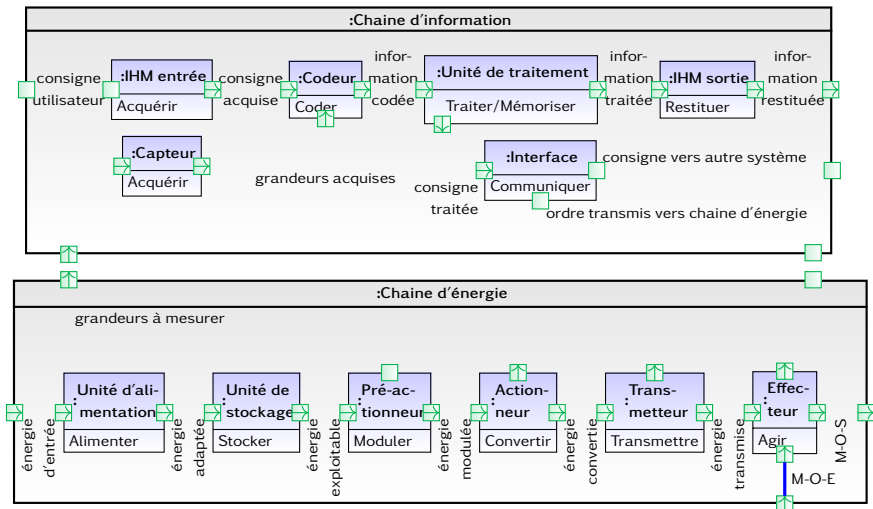 :Chaine d'information
:IHM entrée
Acquérir
consigne
utilisateur
consigne
acquise
:Codeur
Coder
infor-
mation
codée
:Unité de traitement
Traiter/Mémoriser
infor-
mation
traitée
:IHM sortie
Restituer
infor-
mation
restituée
:Capteur
Acquérir
grandeurs acquises
:Interface
Communiquer
consigne
traitée
consigne vers autre système
ordre transmis vers chaine d'énergie
:Chaine d'énergie
grandeurs à mesurer
énergie
d'entrée
:Unité d'ali-
mentation
Alimenter
énergie
adaptée
:Unité de
stockage
Stocker
énergie
exploitable
:Pré-ac-
tionneur
Moduler
énergie
modulée
:Action-
neur
Convertir
énergie
convertie
:Trans-
metteur
Transmettre
énergie
transmise
:Effec-
teur
Agir
M-O-S
M-O-E